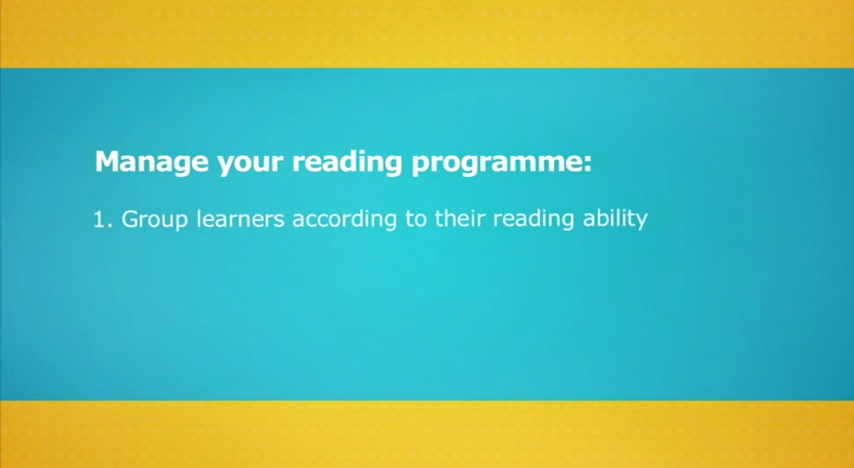 Manage your reading programme:
1. Group learners according to their reading ability